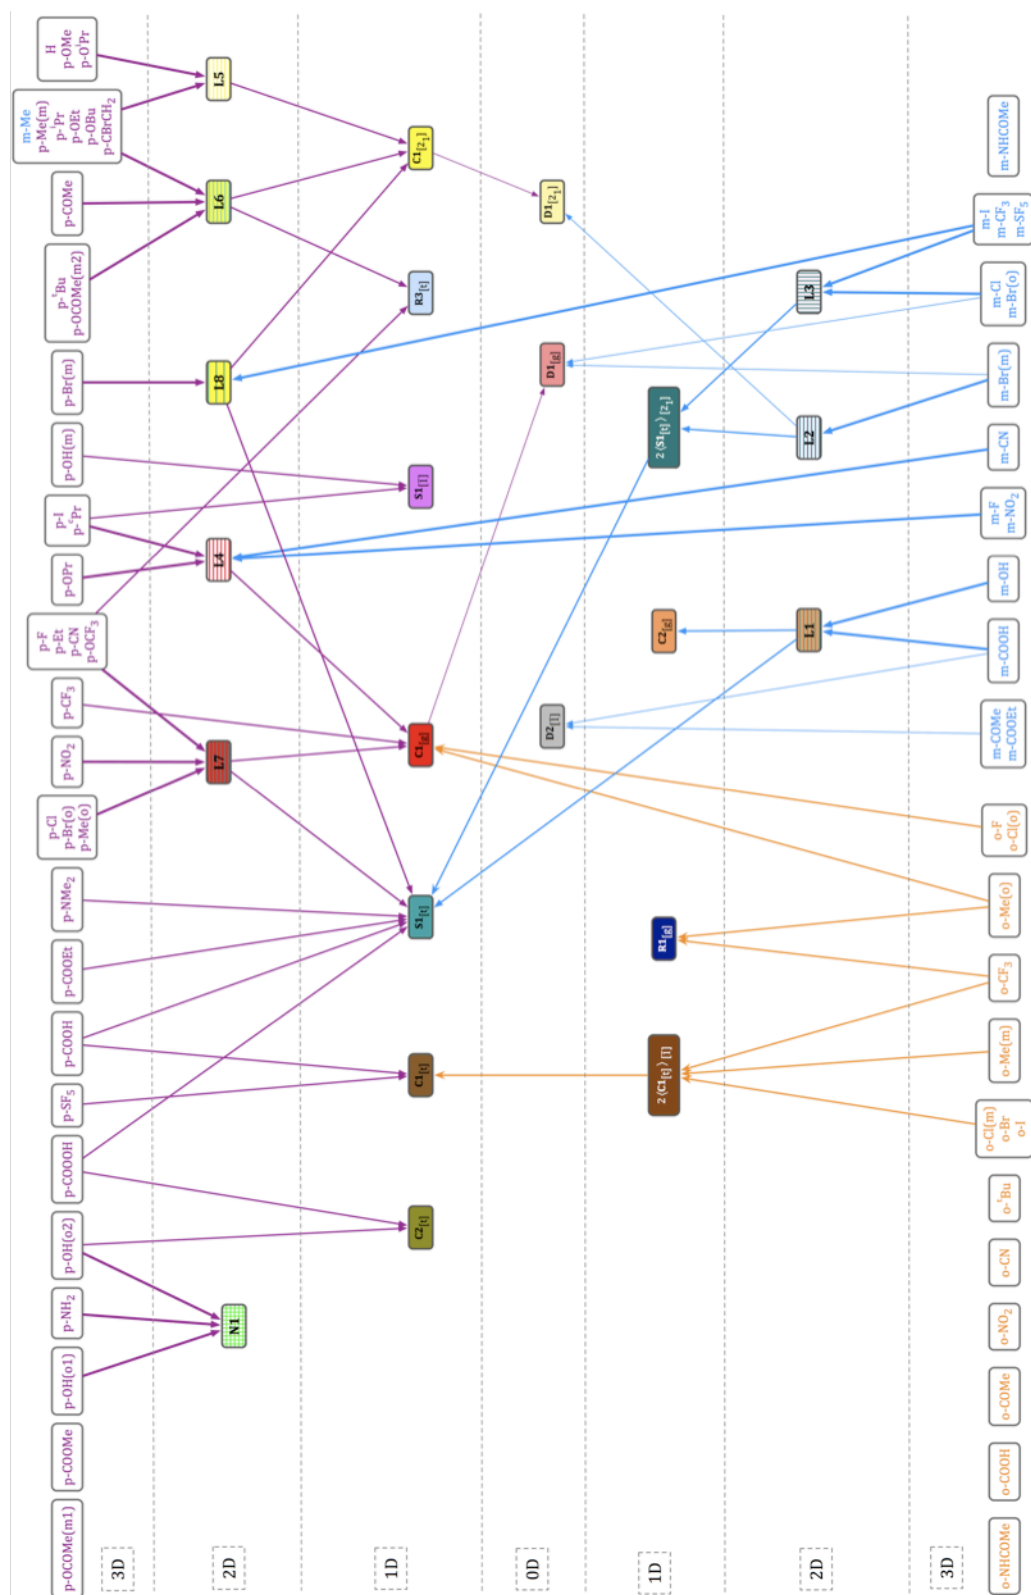 H
p-OMe
p-OⁱPr
m-Me
p-Me(m)
p-ⁱPr
p-OEt
p-OBu
p-CBrCH₂
p-COMe
p-ᵗBu
p-OCOMe(m2)
p-Br(m)
p-OH(m)
p-I
p-ᶜPr
p-OPr
p-F
p-Et
p-CN
p-OCF₃
p-CF₃
p-NO₂
p-Cl
p-Br(o)
p-Me(o)
p-NMe₂
p-COOEt
p-COOH
p-SF₅
p-COOOH
p-OH(o2)
p-NH₂
p-OH(o1)
p-COOMe
p-OCOMe(m1)
3D
L5
L6
L8
L4
L7
N1
2D
C1[2₁]
R3[t]
S1[1̅]
C1[g]
S1[t]
C1[t]
C2[t]
1D
D1[2₁]
D1[g]
D2[1̅]
0D
2⟨S1[t]⟩[2₁]
C2[g]
R1[g]
2⟨C1[t]⟩[1̅]
1D
L3
L2
L1
2D
m-NHCOMe
m-I
m-CF₃
m-SF₅
m-Cl
m-Br(o)
m-Br(m)
m-CN
m-F
m-NO₂
m-OH
m-COOH
m-COMe
m-COOEt
o-F
o-Cl(o)
o-Me(o)
o-CF₃
o-Me(m)
o-Cl(m)
o-Br
o-I
o-ᵗBu
o-CN
o-NO₂
o-COMe
o-COOH
o-NHCOMe
3D